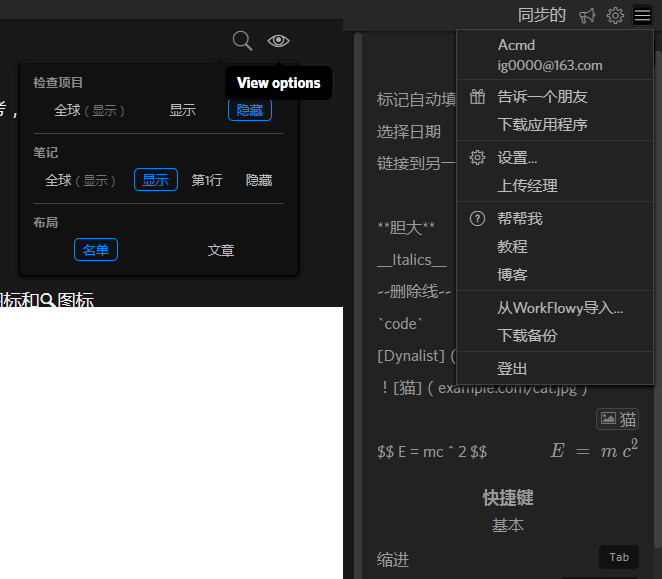 同步的
View options
检查项目
全球（显示） 显示 隐藏
笔记
全球（显示） 显示 第1行 隐藏
布局
名单 文章
标和🔍图标
Acmd
ig0000@163.com
告诉一个朋友
下载应用程序
设置...
上传经理
帮帮我
教程
博客
从WorkFlowy导入...
下载备份
登出
标记自动填
选择日期
链接到另一
**胆大**
__Italics__
~~删除线~~
`code`
[Dynalist]（
！[猫]（ example.com/cat.jpg ）
猫
$$ E = mc ^ 2 $$ E = m c²
快捷键
基本
缩进 Tab